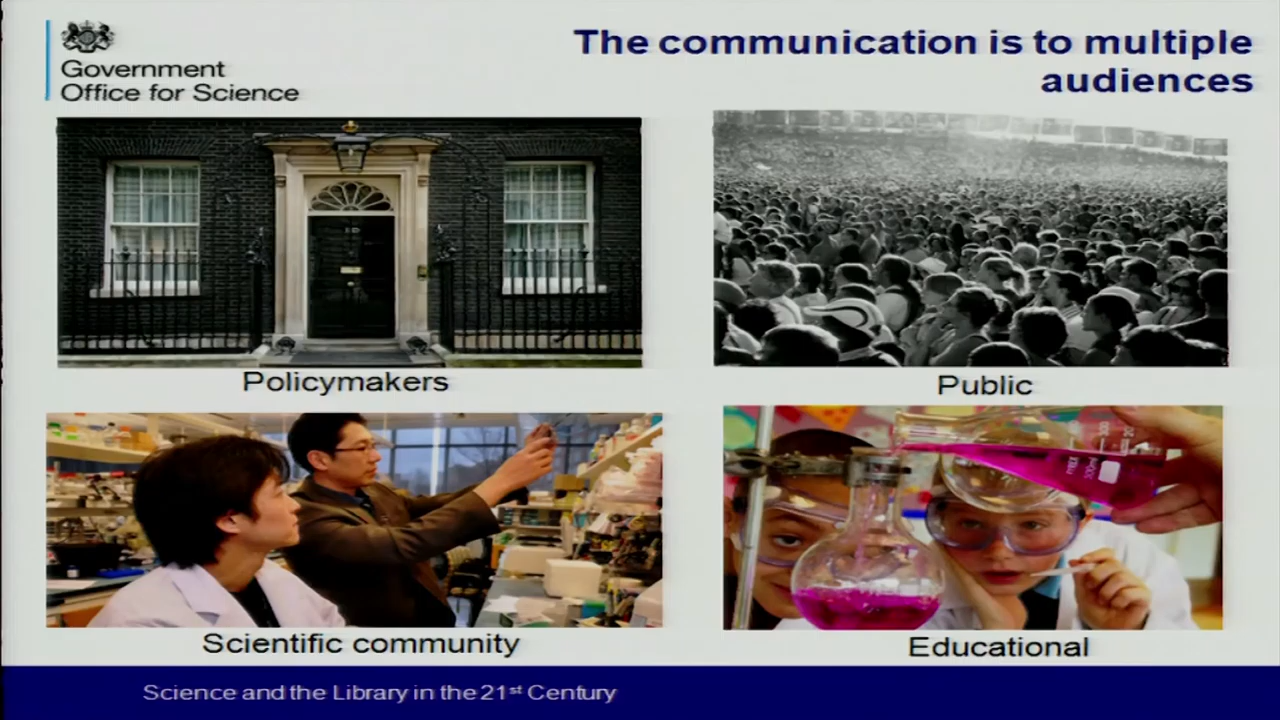 Government
Office for Science
The communication is to multiple
audiences
Policymakers
Public
Scientific community
Educational
Science and the Library in the 21st Century